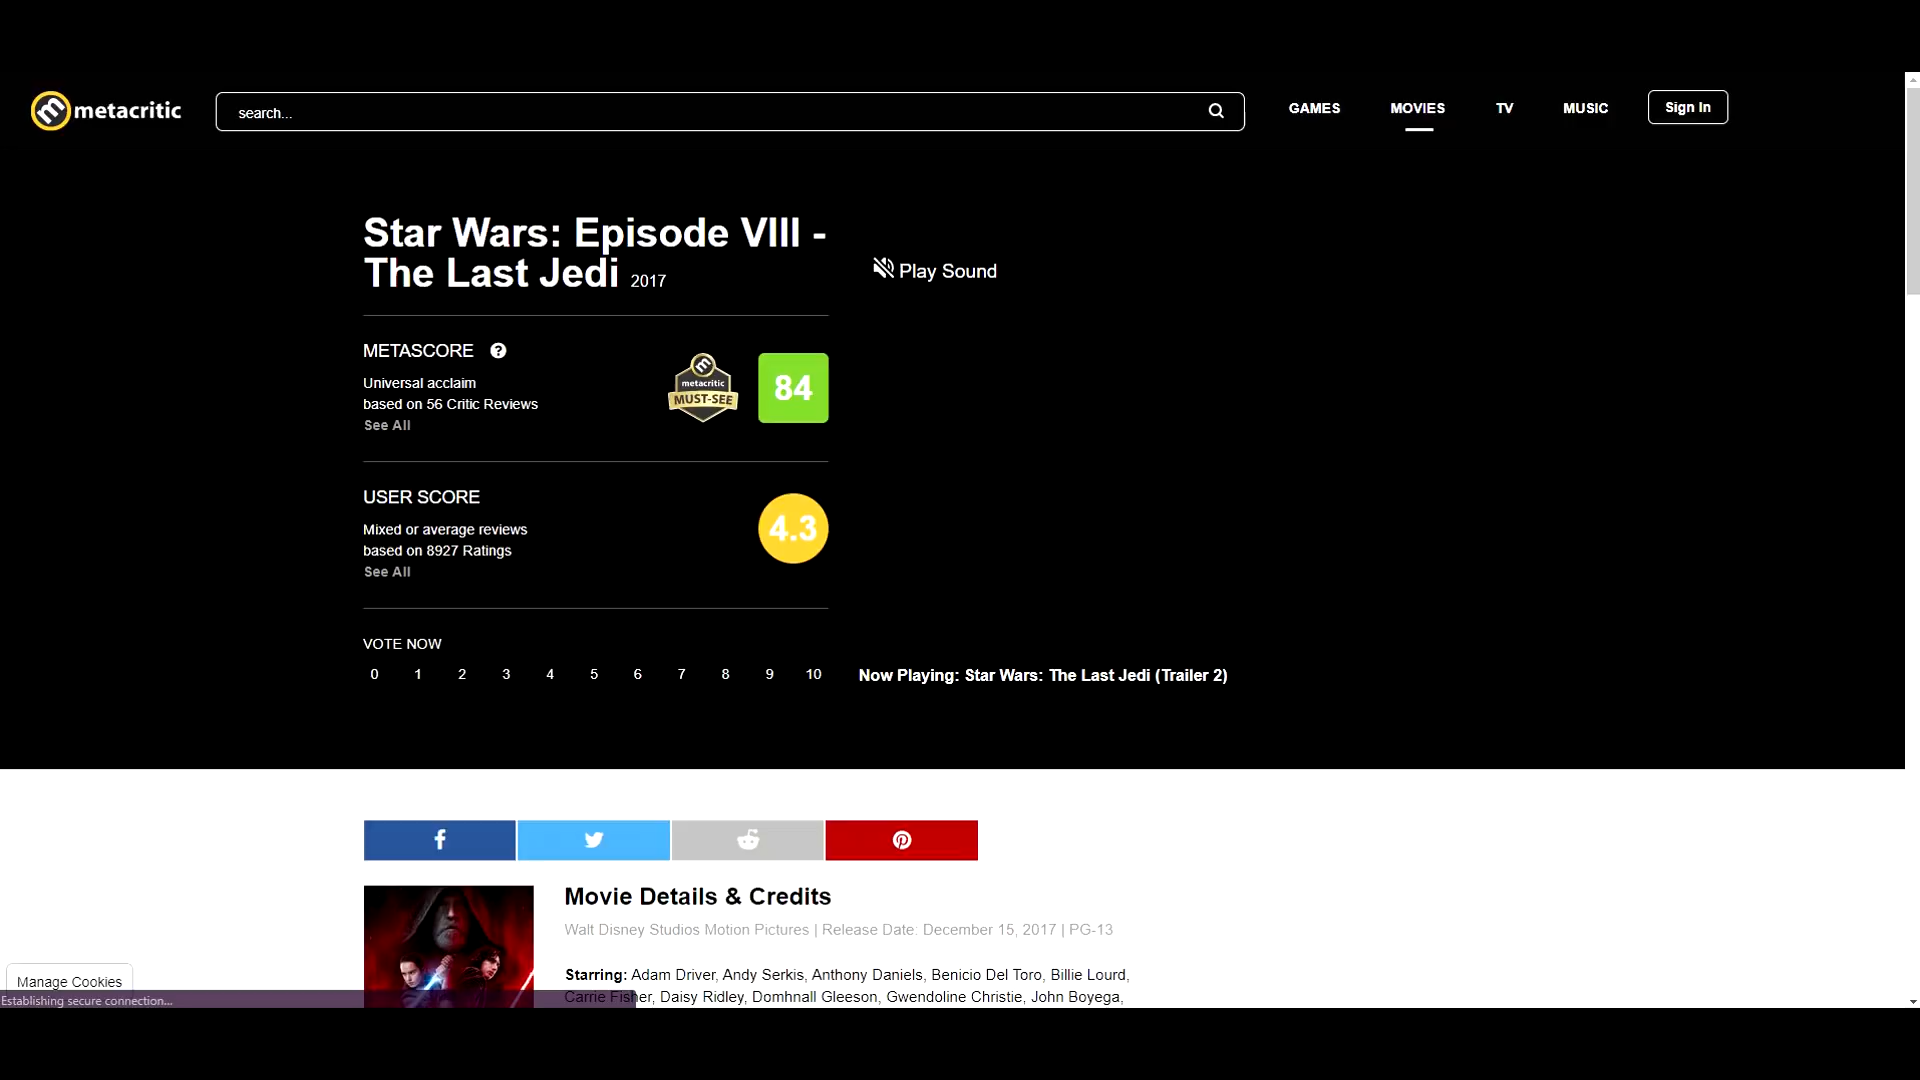 metacritic
search...
GAMES
MOVIES
TV
MUSIC
Sign In
Star Wars: Episode VIII -
The Last Jedi 2017
Play Sound
METASCORE
Universal acclaim
based on 56 Critic Reviews
See All
metacritic
MUST-SEE
84
USER SCORE
Mixed or average reviews
based on 8927 Ratings
See All
4.3
VOTE NOW
0 1 2 3 4 5 6 7 8 9 10
Now Playing: Star Wars: The Last Jedi (Trailer 2)
Movie Details & Credits
Walt Disney Studios Motion Pictures | Release Date: December 15, 2017 | PG-13
Starring: Adam Driver, Andy Serkis, Anthony Daniels, Benicio Del Toro, Billie Lourd,
Carrie Fisher, Daisy Ridley, Domhnall Gleeson, Gwendoline Christie, John Boyega,
Manage Cookies
Establishing secure connection...